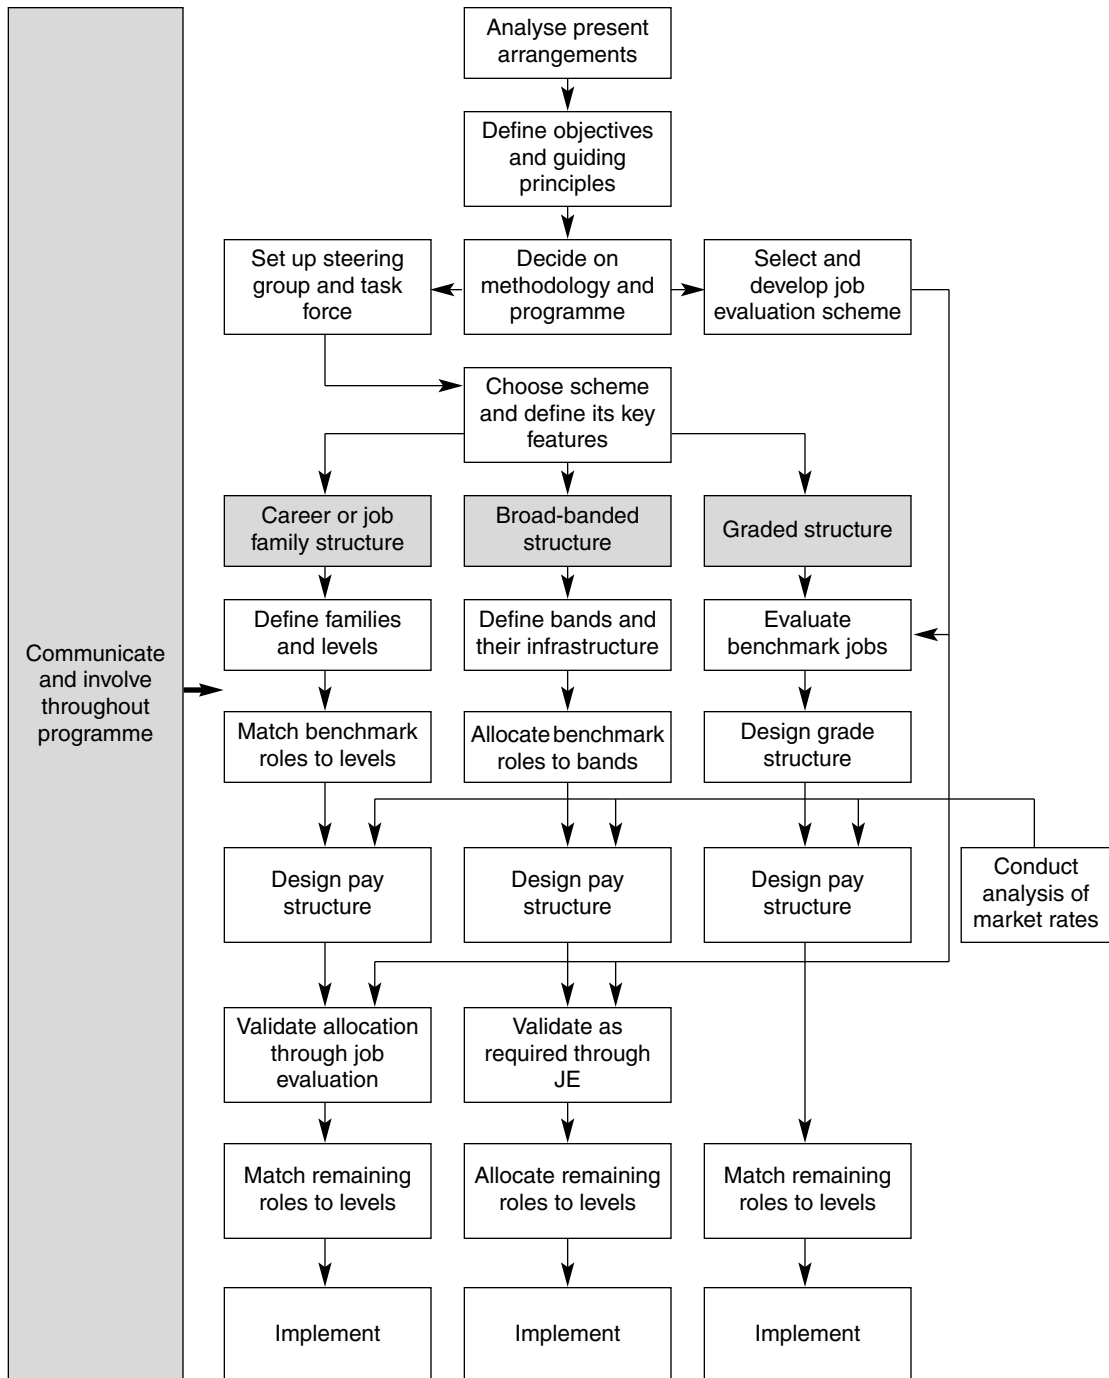 Analyse present
arrangements
Define objectives
and guiding
principles
Set up steering
group and task
force
Decide on
methodology and
programme
Select and
develop job
evaluation scheme
Choose scheme
and define its key
features
Career or job
family structure
Broad-banded
structure
Graded structure
Define families
and levels
Define bands and
their infrastructure
Evaluate
benchmark jobs
Communicate
and involve
throughout
programme
Match benchmark
roles to levels
Allocate benchmark
roles to bands
Design grade
structure
Design pay
structure
Design pay
structure
Design pay
structure
Conduct
analysis of
market rates
Validate allocation
through job
evaluation
Validate as
required through
JE
Match remaining
roles to levels
Allocate remaining
roles to levels
Match remaining
roles to levels
Implement
Implement
Implement